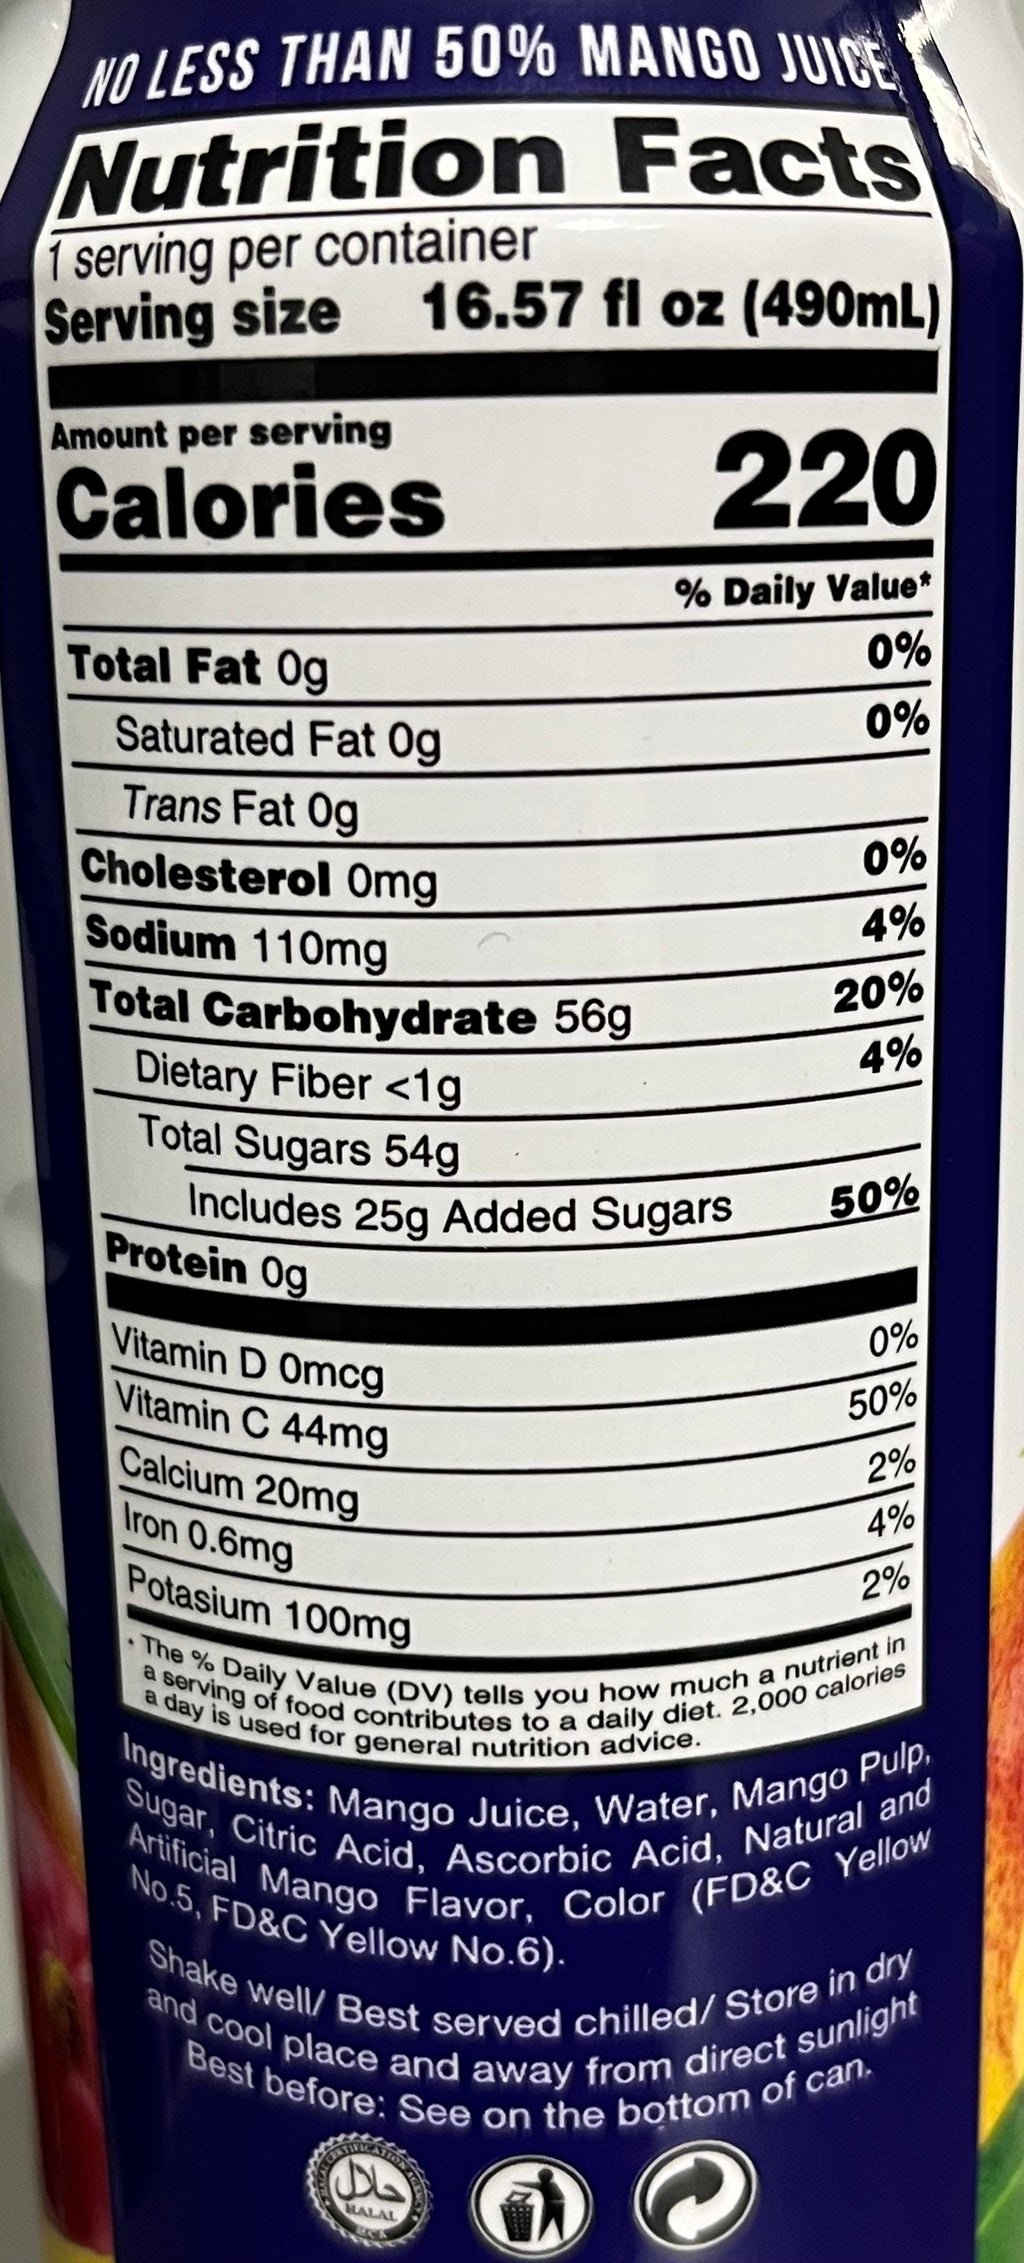 NO LESS THAN 50% MANGO JUICE
Nutrition Facts
1 serving per container
Serving size 16.57 fl oz (490mL)
Amount per serving
Calories 220
% Daily Value*
Total Fat 0g 0%
Saturated Fat 0g 0%
Trans Fat 0g
Cholesterol 0mg 0%
Sodium 110mg 4%
Total Carbohydrate 56g 20%
Dietary Fiber <1g 4%
Total Sugars 54g
Includes 25g Added Sugars 50%
Protein 0g
Vitamin D 0mcg 0%
Vitamin C 44mg 50%
Calcium 20mg 2%
Iron 0.6mg 4%
Potasium 100mg 2%
* The % Daily Value (DV) tells you how much a nutrient in
a serving of food contributes to a daily diet. 2,000 calories
a day is used for general nutrition advice.
Ingredients: Mango Juice, Water, Mango Pulp,
Sugar, Citric Acid, Ascorbic Acid, Natural and
Artificial Mango Flavor, Color (FD&C Yellow
No.5, FD&C Yellow No.6).
Shake well/ Best served chilled/ Store in dry
and cool place and away from direct sunlight
Best before: See on the bottom of can.
حلال
HALAL